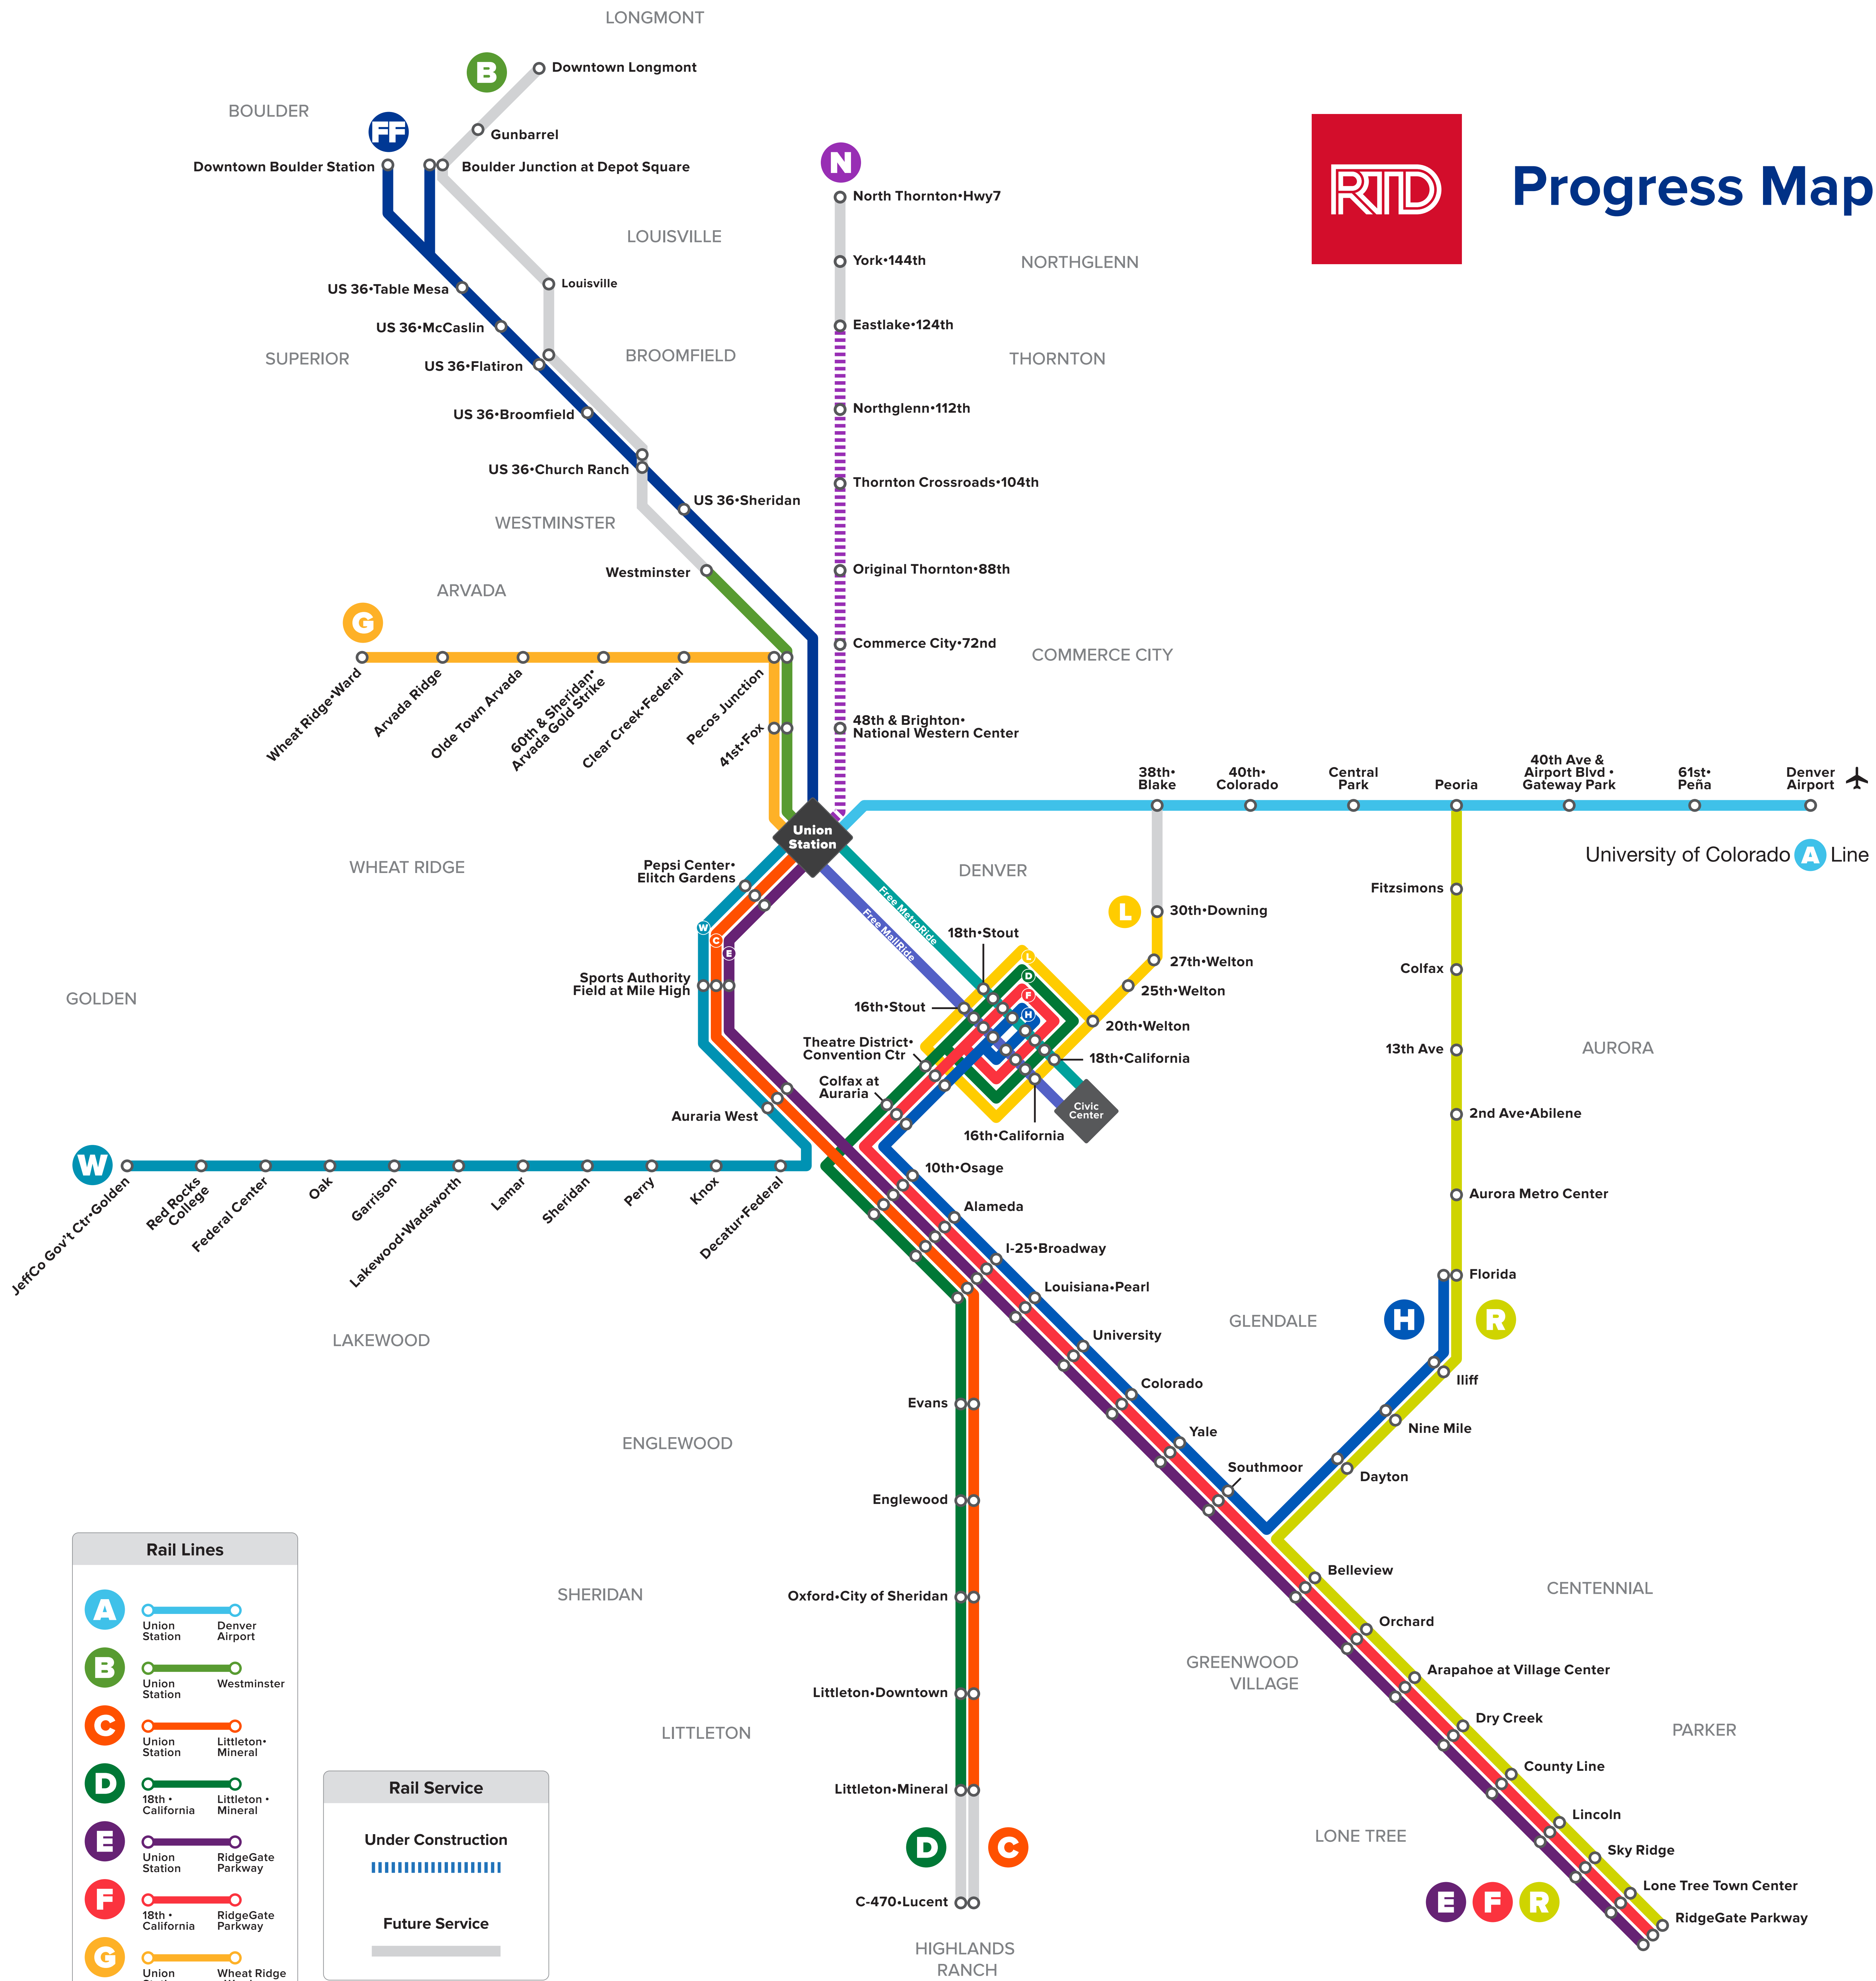 LONGMONT
B
Downtown Longmont
BOULDER
FF
Gunbarrel
Downtown Boulder Station
Boulder Junction at Depot Square
N
RTD
Progress Map
North Thornton•Hwy7
LOUISVILLE
York•144th
NORTHGLENN
US 36•Table Mesa
Louisville
US 36•McCaslin
Eastlake•124th
SUPERIOR
US 36•Flatiron
BROOMFIELD
THORNTON
US 36•Broomfield
Northglenn•112th
US 36•Church Ranch
Thornton Crossroads•104th
US 36•Sheridan
WESTMINSTER
Westminster
Original Thornton•88th
ARVADA
G
Commerce City•72nd
COMMERCE CITY
Wheat Ridge•Ward
Arvada Ridge
Olde Town Arvada
60th & Sheridan•
Arvada Gold Strike
Clear Creek•Federal
Pecos Junction
41st•Fox
48th & Brighton•
National Western Center
38th•
Blake
40th•
Colorado
Central
Park
Peoria
40th Ave &
Airport Blvd •
Gateway Park
61st•
Peña
Denver
Airport
Union
Station
University of Colorado A Line
WHEAT RIDGE
Pepsi Center•
Elitch Gardens
DENVER
Free MetroRide
Free MallRide
Fitzsimons
L
30th•Downing
W
C
E
18th•Stout
L
D
F
H
27th•Welton
Colfax
Sports Authority
Field at Mile High
25th•Welton
GOLDEN
16th•Stout
20th•Welton
Theatre District•
Convention Ctr
18th•California
13th Ave
AURORA
Colfax at
Auraria
Civic
Center
Auraria West
16th•California
2nd Ave•Abilene
W
JeffCo Gov't Ctr•Golden
Red Rocks
College
Federal Center
Oak
Garrison
Lakewood•Wadsworth
Lamar
Sheridan
Perry
Knox
Decatur•Federal
10th•Osage
Aurora Metro Center
Alameda
I-25•Broadway
Florida
Louisiana•Pearl
GLENDALE
H
R
LAKEWOOD
University
Iliff
Colorado
Evans
Nine Mile
Yale
ENGLEWOOD
Southmoor
Dayton
Englewood
Belleview
SHERIDAN
Oxford•City of Sheridan
CENTENNIAL
Orchard
GREENWOOD
VILLAGE
Arapahoe at Village Center
Littleton•Downtown
Dry Creek
LITTLETON
PARKER
County Line
Littleton•Mineral
Lincoln
LONE TREE
D
C
Sky Ridge
Lone Tree Town Center
C-470•Lucent
E
F
R
RidgeGate Parkway
HIGHLANDS
RANCH
Rail Lines
A
Union
Station
Denver
Airport
B
Union
Station
Westminster
C
Union
Station
Littleton•
Mineral
D
18th •
California
Littleton •
Mineral
E
Union
Station
RidgeGate
Parkway
F
18th •
California
RidgeGate
Parkway
G
Union
Wheat Ridge
Rail Service
Under Construction
Future Service